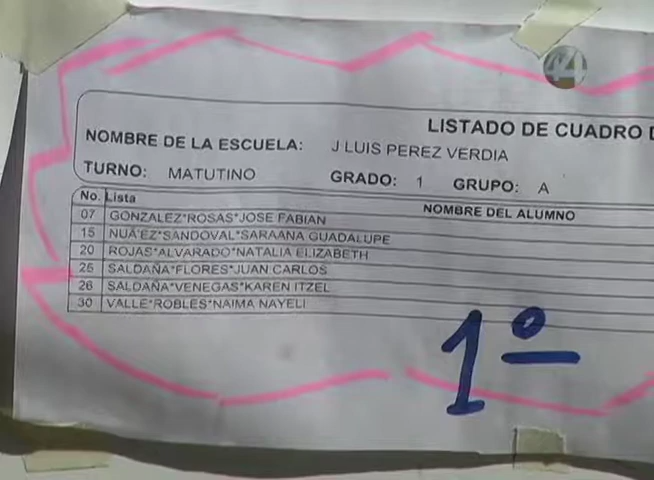 44
LISTADO DE CUADRO D
NOMBRE DE LA ESCUELA: J LUIS PEREZ VERDIA
TURNO: MATUTINO GRADO: 1 GRUPO: A
No. Lista NOMBRE DEL ALUMNO
07 GONZALEZ*ROSAS*JOSE FABIAN
15 NUÃ'EZ*SANDOVAL*SARAANA GUADALUPE
20 ROJAS*ALVARADO*NATALIA ELIZABETH
25 SALDAÑA*FLORES*JUAN CARLOS
26 SALDAÑA*VENEGAS*KAREN ITZEL
30 VALLE*ROBLES*NAIMA NAYELI
1º